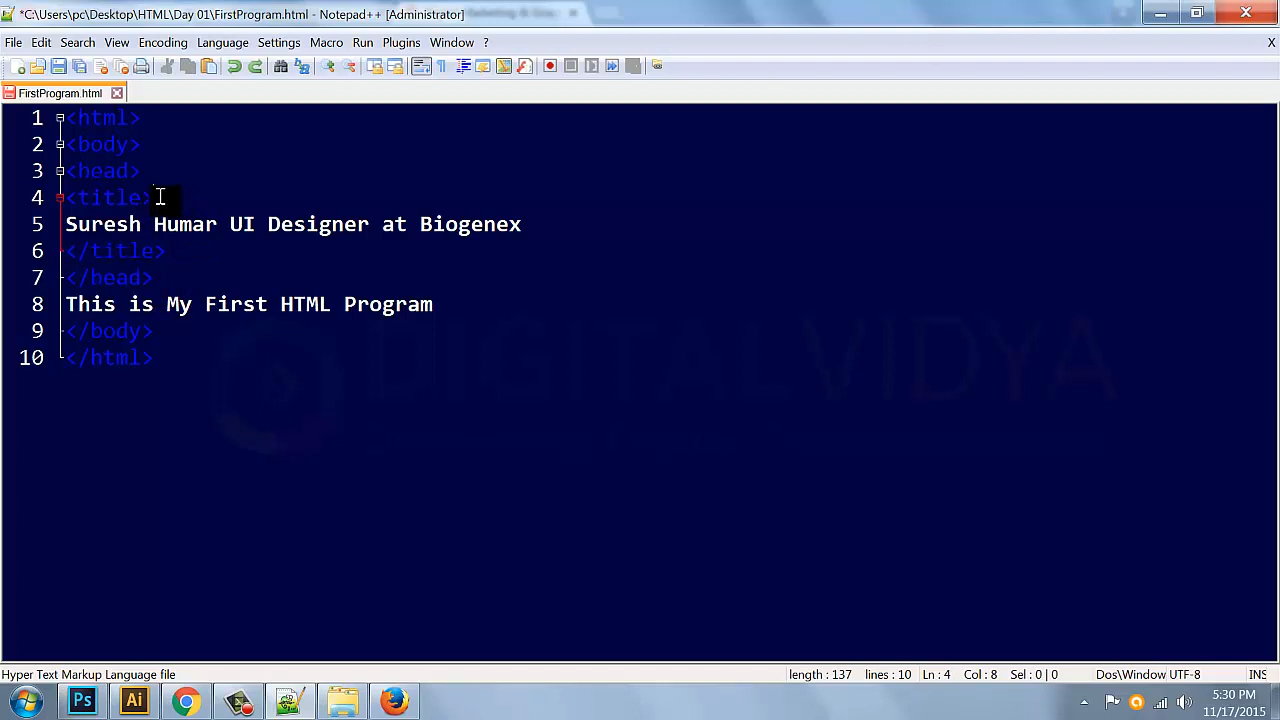 *C:\Users\pc\Desktop\HTML\Day 01\FirstProgram.html - Notepad++ [Administrator]
File Edit Search View Encoding Language Settings Macro Run Plugins Window ? X
FirstProgram.html
1 <html>
2 <body>
3 <head>
4 <title>
5 Suresh Humar UI Designer at Biogenex
6 </title>
7 </head>
8 This is My First HTML Program
9 </body>
10 </html>
DIGITALVIDYA
Hyper Text Markup Language file length : 137 lines : 10 Ln : 4 Col : 8 Sel : 0 | 0 Dos\Window UTF-8 INS
Ps Ai 5:30 PM
11/17/2015